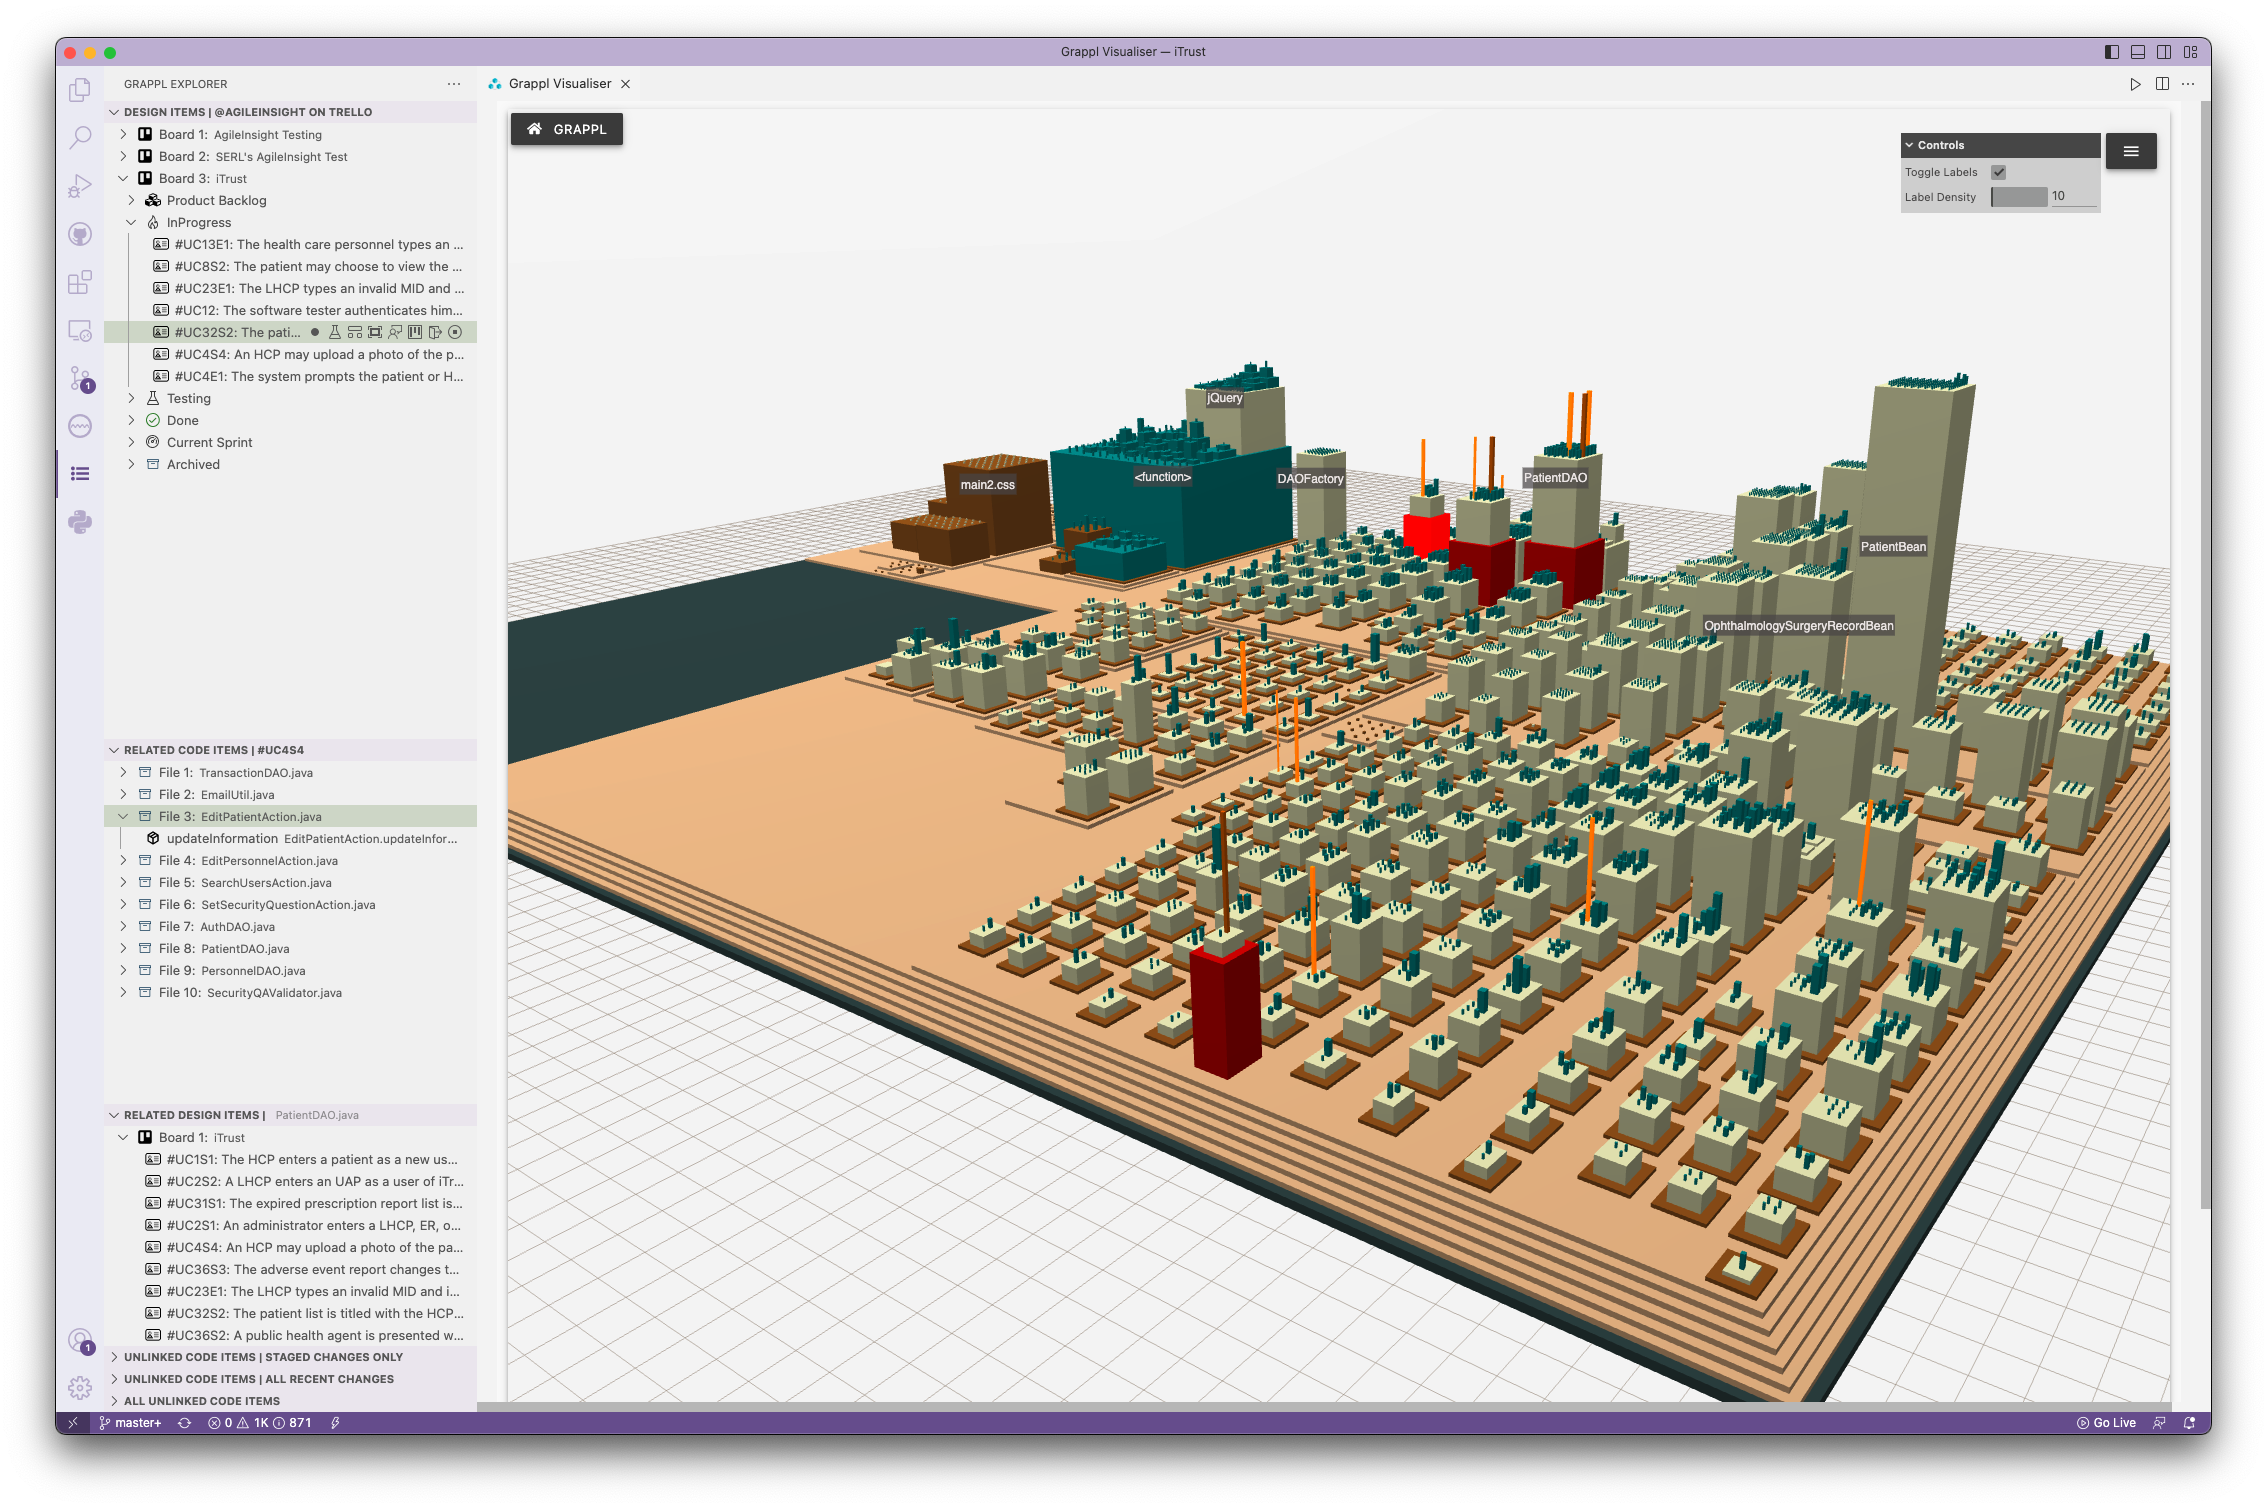 Grappl Visualiser — iTrust
GRAPPL EXPLORER
DESIGN ITEMS | @AGILEINSIGHT ON TRELLO
Board 1: AgileInsight Testing
Board 2: SERL's AgileInsight Test
Board 3: iTrust
Product Backlog
InProgress
#UC13E1: The health care personnel types an ...
#UC8S2: The patient may choose to view the ...
#UC23E1: The LHCP types an invalid MID and ...
#UC12: The software tester authenticates him...
#UC32S2: The pati...
#UC4S4: An HCP may upload a photo of the p...
#UC4E1: The system prompts the patient or H...
Testing
Done
Current Sprint
Archived
RELATED CODE ITEMS | #UC4S4
File 1: TransactionDAO.java
File 2: EmailUtil.java
File 3: EditPatientAction.java
updateInformation EditPatientAction.updateInfor...
File 4: EditPersonnelAction.java
File 5: SearchUsersAction.java
File 6: SetSecurityQuestionAction.java
File 7: AuthDAO.java
File 8: PatientDAO.java
File 9: PersonnelDAO.java
File 10: SecurityQAValidator.java
RELATED DESIGN ITEMS | PatientDAO.java
Board 1: iTrust
#UC1S1: The HCP enters a patient as a new us...
#UC2S2: A LHCP enters an UAP as a user of iTr...
#UC31S1: The expired prescription report list is...
#UC2S1: An administrator enters a LHCP, ER, o...
#UC4S4: An HCP may upload a photo of the pa...
#UC36S3: The adverse event report changes t...
#UC23E1: The LHCP types an invalid MID and i...
#UC32S2: The patient list is titled with the HCP...
#UC36S2: A public health agent is presented w...
UNLINKED CODE ITEMS | STAGED CHANGES ONLY
UNLINKED CODE ITEMS | ALL RECENT CHANGES
ALL UNLINKED CODE ITEMS
1
1
Grappl Visualiser
GRAPPL
Controls
Toggle Labels
Label Density 10
jQuery
main2.css
<function>
DAOFactory
PatientDAO
PatientBean
OphthalmologySurgeryRecordBean
master+ 0 1K 871
Go Live